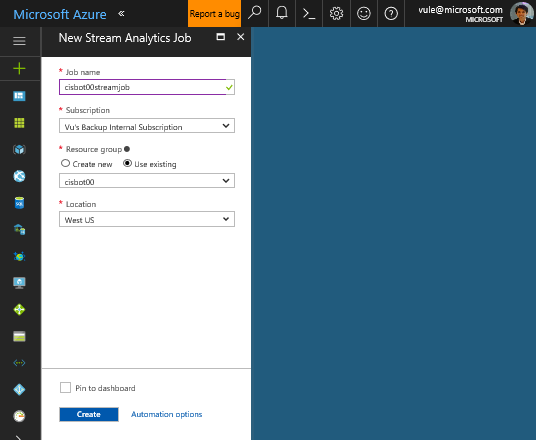 Microsoft Azure
Report a bug
vule@microsoft.com
MICROSOFT
New Stream Analytics Job
* Job name
cisbot00streamjob
* Subscription
Vu's Backup Internal Subscription
* Resource group
Create new Use existing
cisbot00
* Location
West US
Pin to dashboard
Create Automation options